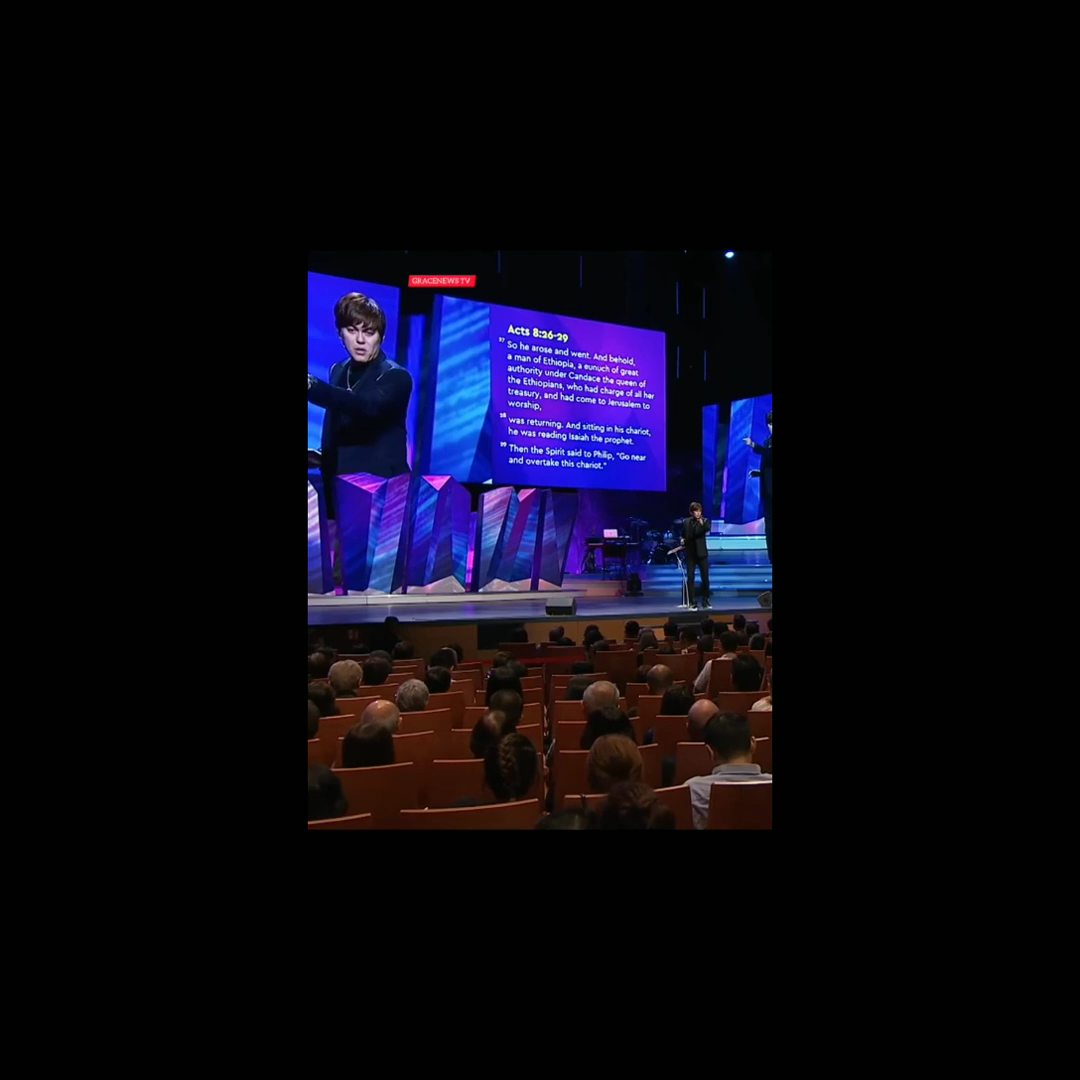 GRACENEWS TV
Acts 8:26-29
27 So he arose and went. And behold,
a man of Ethiopia, a eunuch of great
authority under Candace the queen of
the Ethiopians, who had charge of all her
treasury, and had come to Jerusalem to
worship,
28 was returning. And sitting in his chariot,
he was reading Isaiah the prophet.
29 Then the Spirit said to Philip, “Go near
and overtake this chariot.”